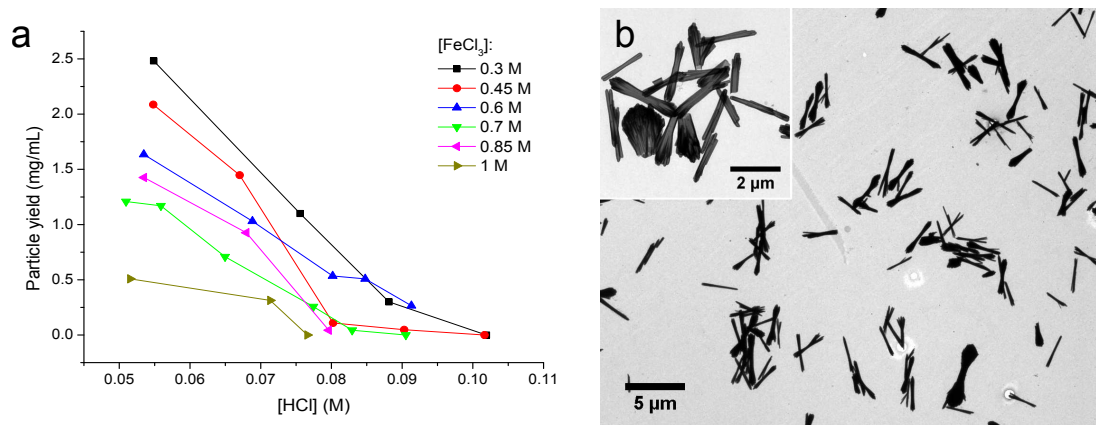 a
[FeCl3]:
0.3 M
0.45 M
0.6 M
0.7 M
0.85 M
1 M
Particle yield (mg/mL)
2.5
2.0
1.5
1.0
0.5
0.0
0.05 0.06 0.07 0.08 0.09 0.10 0.11
[HCl] (M)
b
2 µm
5 µm